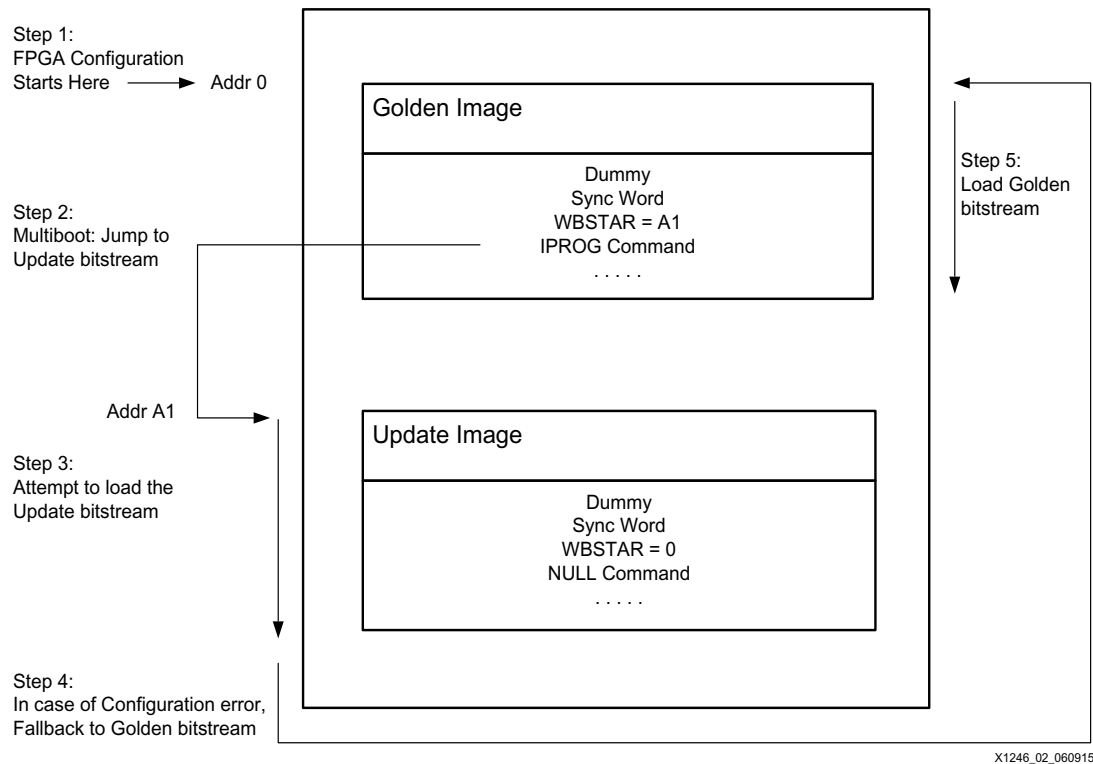 Step 1:
FPGA Configuration
Starts Here
Addr 0
Golden Image
Dummy
Sync Word
WBSTAR = A1
IPROG Command
. . . . .
Step 5:
Load Golden
bitstream
Step 2:
Multiboot: Jump to
Update bitstream
Addr A1
Update Image
Dummy
Sync Word
WBSTAR = 0
NULL Command
. . . . .
Step 3:
Attempt to load the
Update bitstream
Step 4:
In case of Configuration error,
Fallback to Golden bitstream
X1246_02_060915